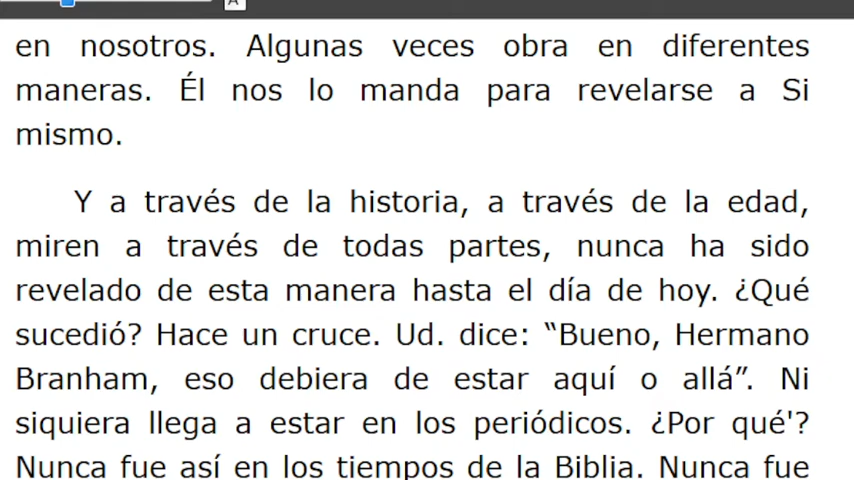 A
en nosotros. Algunas veces obra en diferentes
maneras. Él nos lo manda para revelarse a Si
mismo.
Y a través de la historia, a través de la edad,
miren a través de todas partes, nunca ha sido
revelado de esta manera hasta el día de hoy. ¿Qué
sucedió? Hace un cruce. Ud. dice: “Bueno, Hermano
Branham, eso debiera de estar aquí o allá”. Ni
siquiera llega a estar en los periódicos. ¿Por qué'?
Nunca fue así en los tiempos de la Biblia. Nunca fue